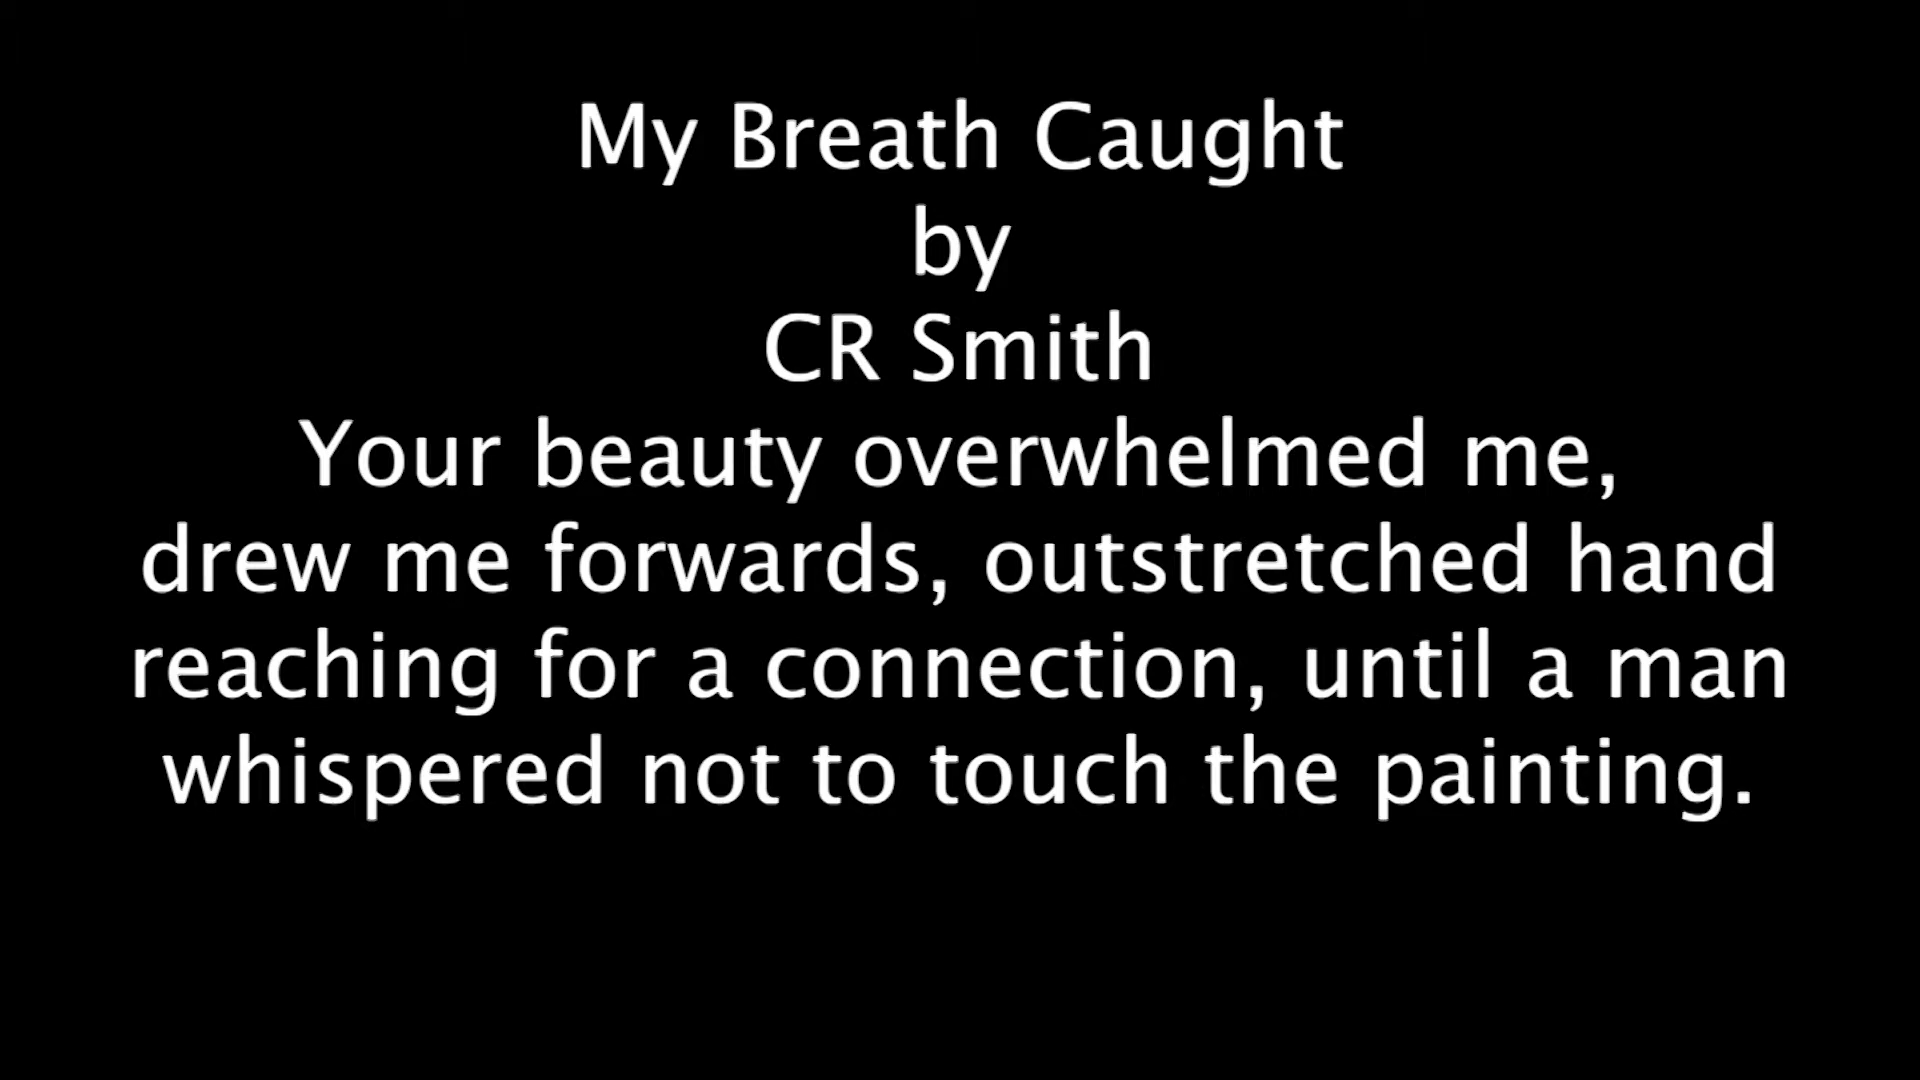 My Breath Caught
by
CR Smith
Your beauty overwhelmed me,
drew me forwards, outstretched hand
reaching for a connection, until a man
whispered not to touch the painting.